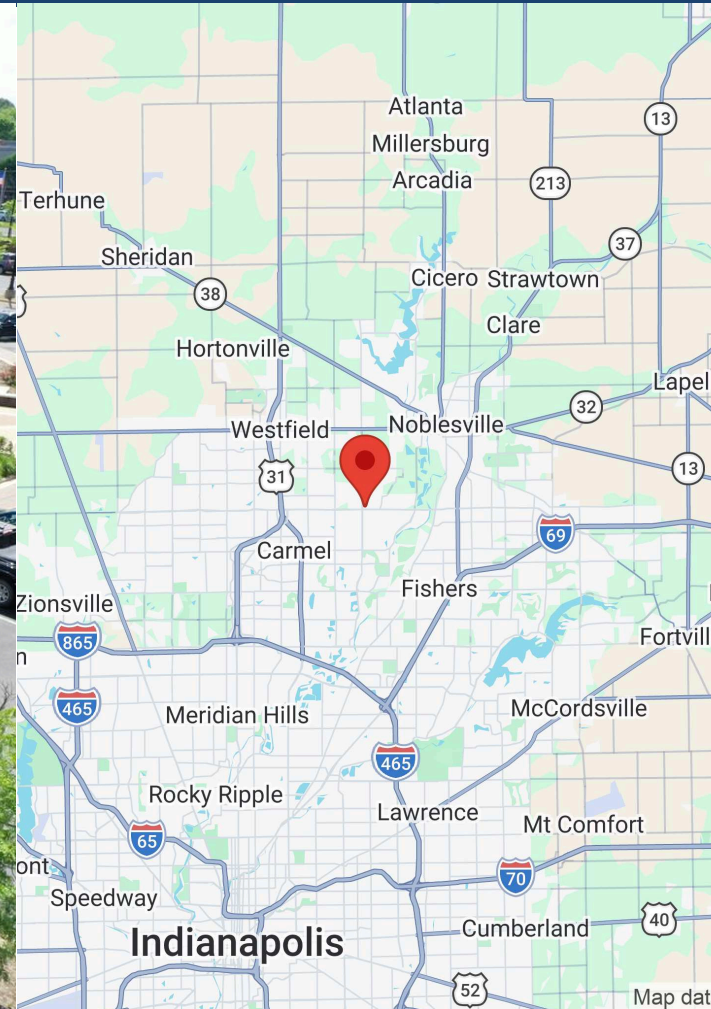 Atlanta
13
Millersburg
Arcadia
213
Terhune
37
Sheridan
Cicero
Strawtown
38
Clare
Hortonville
Lapel
32
Westfield
Noblesville
13
31
69
Carmel
Fishers
Zionsville
865
Fortvill
n
465
Meridian Hills
McCordsville
465
Rocky Ripple
Lawrence
Mt Comfort
65
ont
70
Speedway
Cumberland
40
Indianapolis
52
Map dat